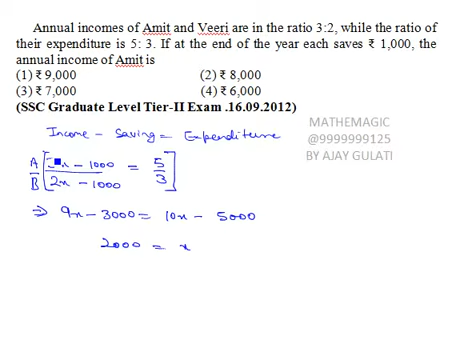 Annual incomes of Amit and Veeri are in the ratio 3:2, while the ratio of
their expenditure is 5: 3. If at the end of the year each saves ₹ 1,000, the
annual income of Amit is
(1) ₹ 9,000 (2) ₹ 8,000
(3) ₹ 7,000 (4) ₹ 6,000
(SSC Graduate Level Tier-II Exam .16.09.2012)
MATHEMAGIC
@9999999125
BY AJAY GULATI
Income - Saving = Expenditure
A/B [3x - 1000 / 2x - 1000 = 5/3]
⇒ 9x - 3000 = 10x - 5000
2000 = x